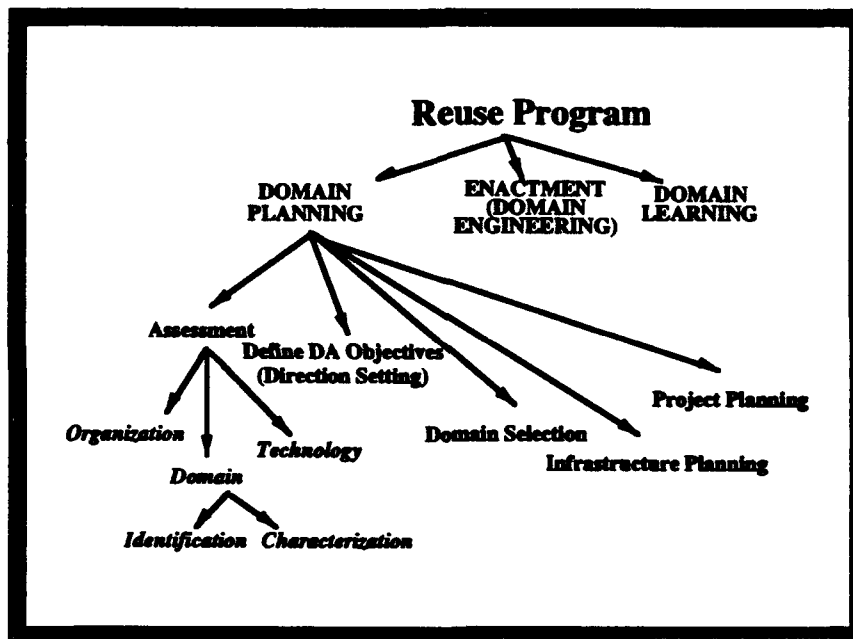 Reuse Program
DOMAIN
PLANNING
ENACTMENT
(DOMAIN
ENGINEERING)
DOMAIN
LEARNING
Assessment
Define DA Objectives
(Direction Setting)
Project Planning
Organization
Technology
Domain Selection
Infrastructure Planning
Domain
Identification
Characterization